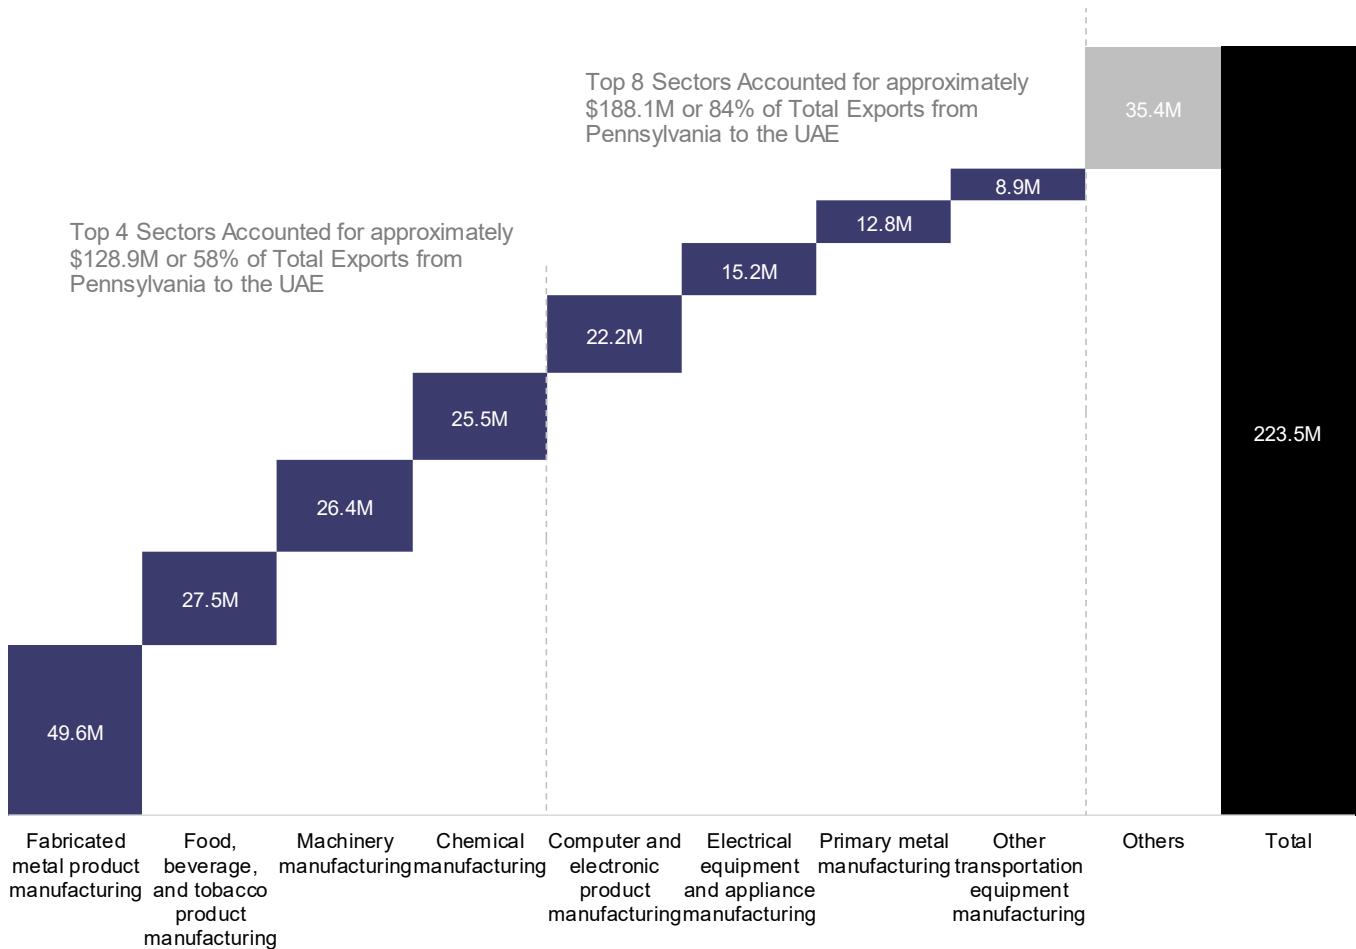 Top 8 Sectors Accounted for approximately
$188.1M or 84% of Total Exports from
Pennsylvania to the UAE
35.4M
8.9M
12.8M
Top 4 Sectors Accounted for approximately
$128.9M or 58% of Total Exports from
Pennsylvania to the UAE
15.2M
22.2M
25.5M
223.5M
26.4M
27.5M
49.6M
Fabricated
metal product
manufacturing
Food,
beverage,
and tobacco
product
manufacturing
Machinery
manufacturing
Chemical
manufacturing
Computer and
electronic
product
manufacturing
Electrical
equipment
and appliance
manufacturing
Primary metal
manufacturing
Other
transportation
equipment
manufacturing
Others
Total